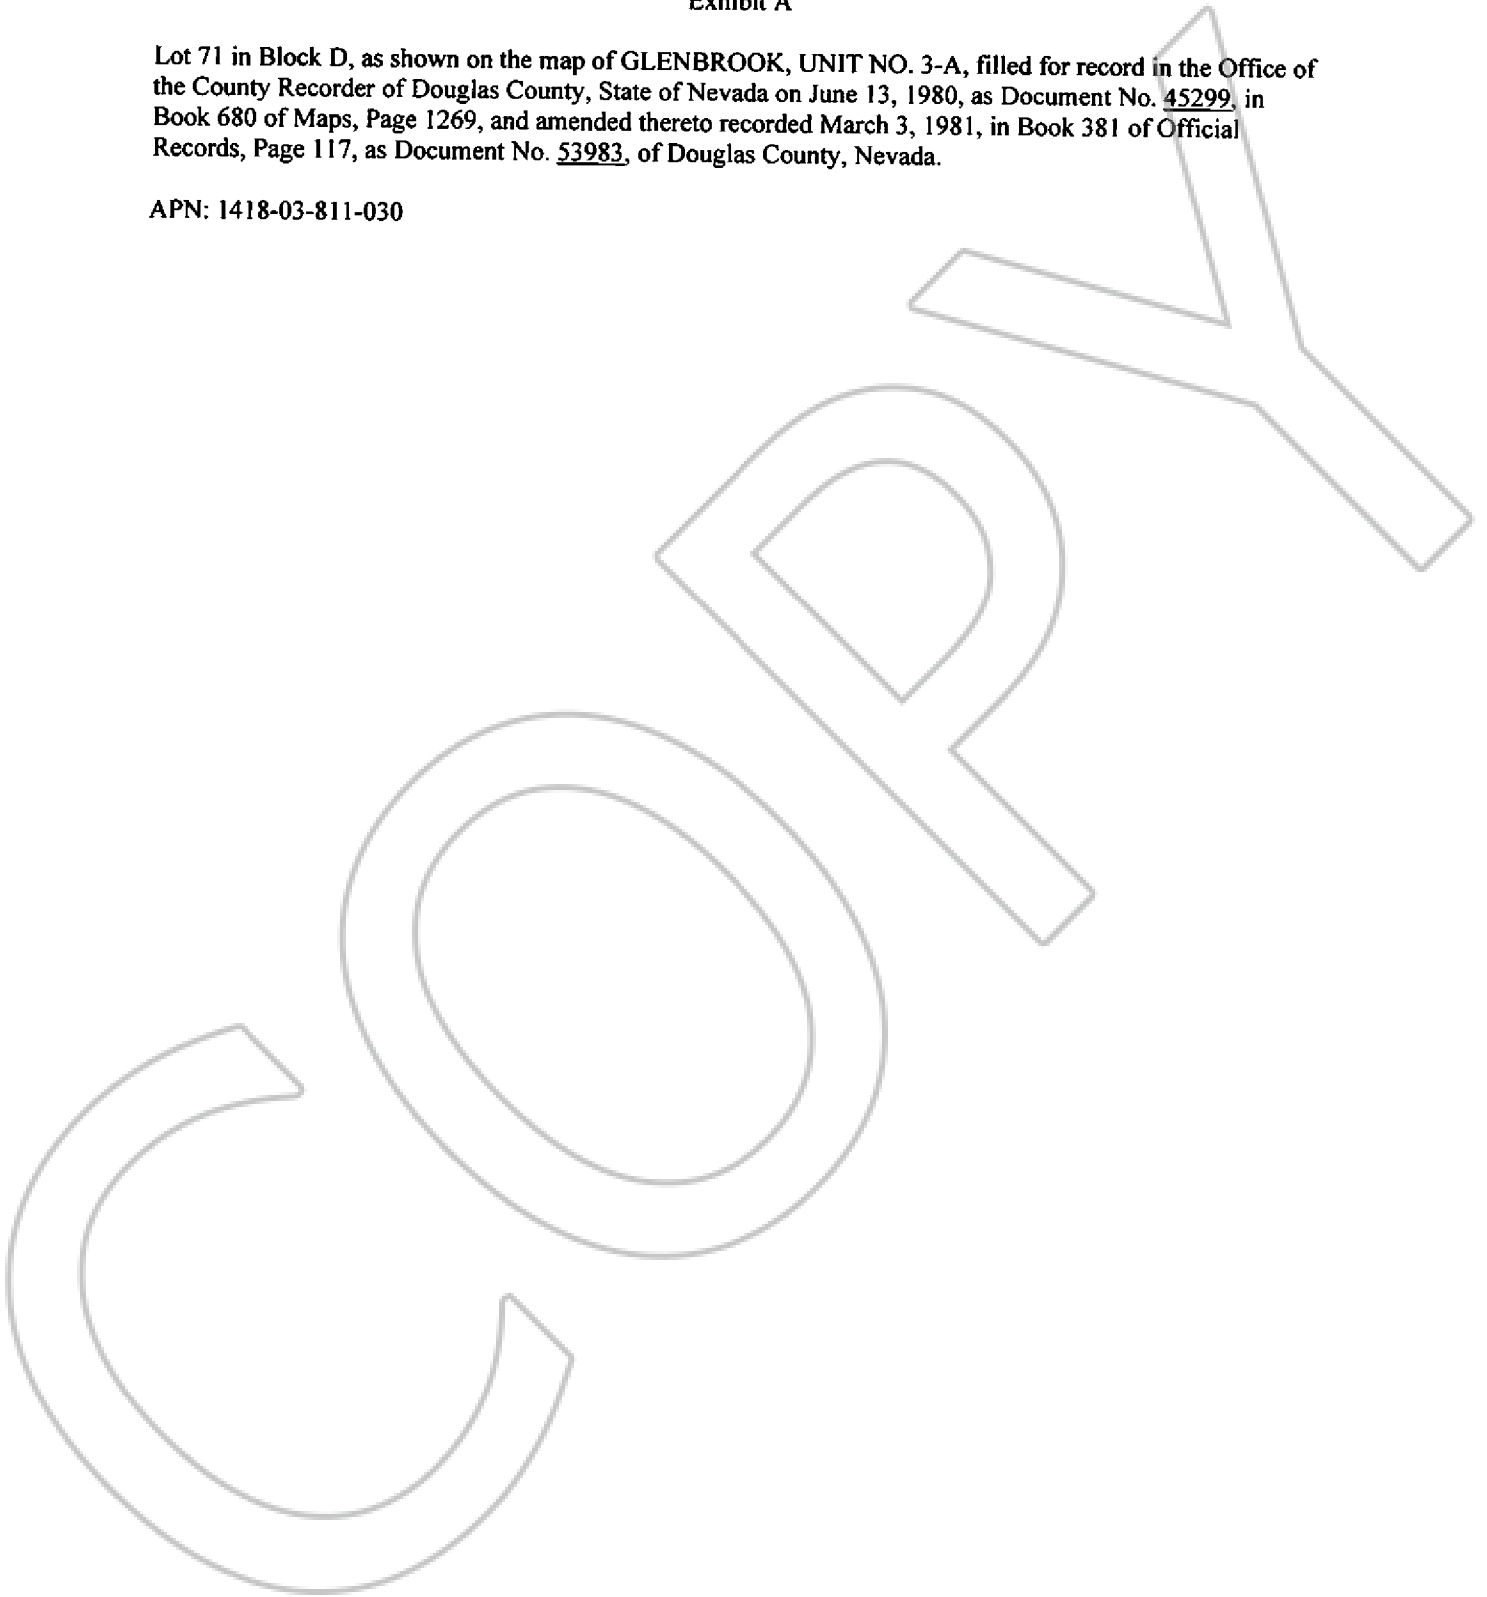 Exhibit A
Lot 71 in Block D, as shown on the map of GLENBROOK, UNIT NO. 3-A, filled for record in the Office of
the County Recorder of Douglas County, State of Nevada on June 13, 1980, as Document No. 45299, in
Book 680 of Maps, Page 1269, and amended thereto recorded March 3, 1981, in Book 381 of Official
Records, Page 117, as Document No. 53983, of Douglas County, Nevada.
APN: 1418-03-811-030
COPY